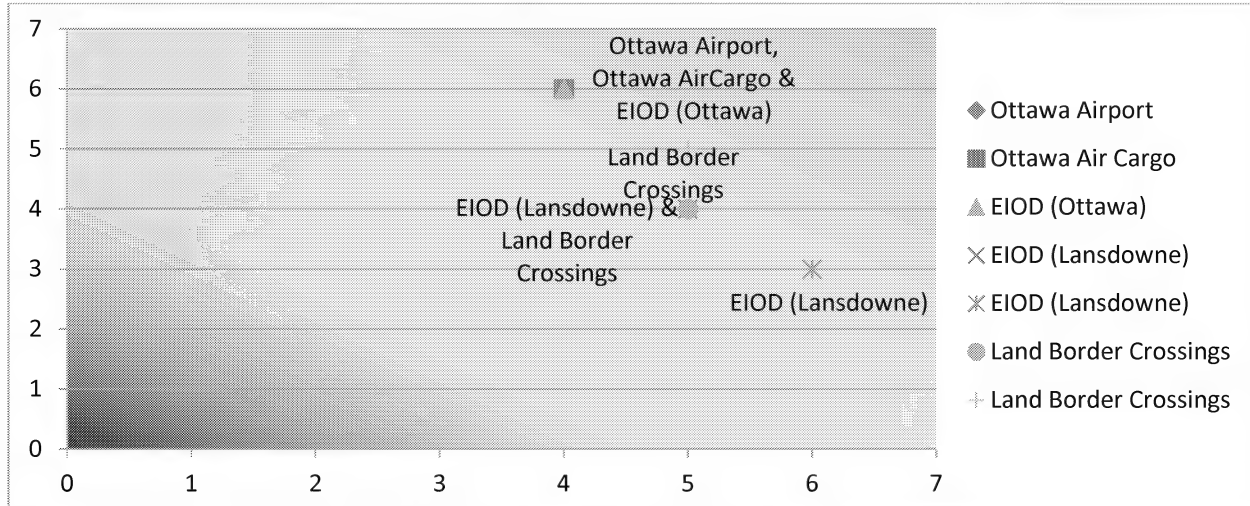 7
6
5
4
3
2
1
0
0 1 2 3 4 5 6 7
Ottawa Airport,
Ottawa AirCargo &
EIOD (Ottawa)
Land Border
Crossings
EIOD (Lansdowne) &
Land Border
Crossings
EIOD (Lansdowne)
Ottawa Airport
Ottawa Air Cargo
EIOD (Ottawa)
EIOD (Lansdowne)
EIOD (Lansdowne)
Land Border Crossings
Land Border Crossings